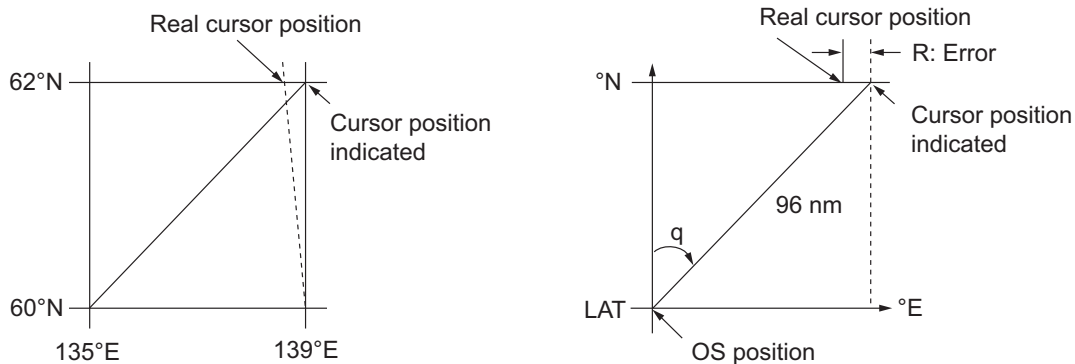 Real cursor position
62°N
Cursor position
indicated
60°N
135°E
139°E
Real cursor position
R: Error
°N
Cursor position
indicated
96 nm
q
LAT
°E
OS position